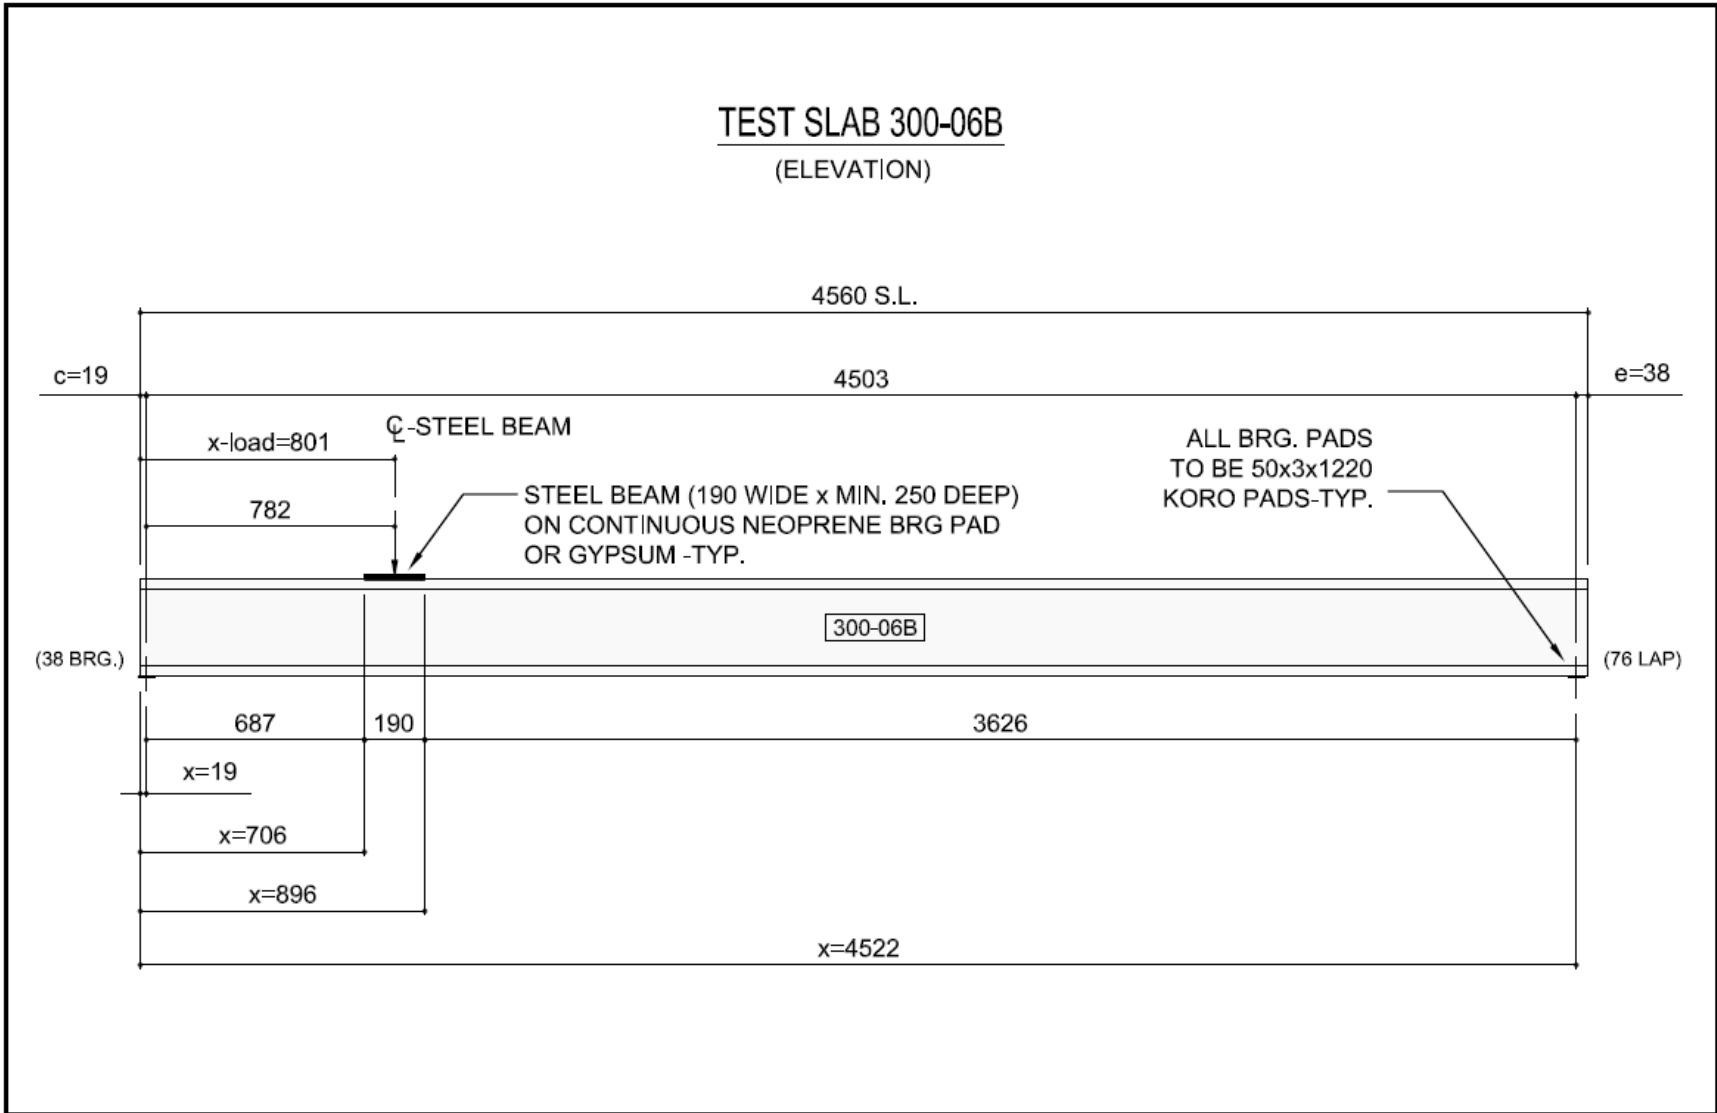 TEST SLAB 300-06B
(ELEVATION)
4560 S.L.
c=19
4503
e=38
x-load=801
℄-STEEL BEAM
ALL BRG. PADS
TO BE 50x3x1220
KORO PADS-TYP.
782
STEEL BEAM (190 WIDE x MIN. 250 DEEP)
ON CONTINUOUS NEOPRENE BRG PAD
OR GYPSUM -TYP.
300-06B
(38 BRG.)
(76 LAP)
687
190
3626
x=19
x=706
x=896
x=4522